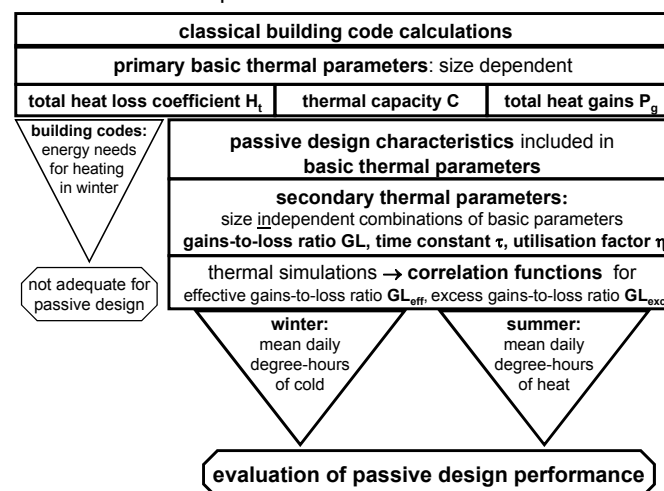 classical building code calculations
primary basic thermal parameters: size dependent
total heat loss coefficient Ht
thermal capacity C
total heat gains Pg
building codes:
energy needs
for heating
in winter
not adequate for
passive design
passive design characteristics included in
basic thermal parameters
secondary thermal parameters:
size independent combinations of basic parameters
gains-to-loss ratio GL, time constant τ, utilisation factor η
thermal simulations → correlation functions for
effective gains-to-loss ratio GLeff, excess gains-to-loss ratio GLexc
winter:
mean daily
degree-hours
of cold
summer:
mean daily
degree-hours
of heat
evaluation of passive design performance